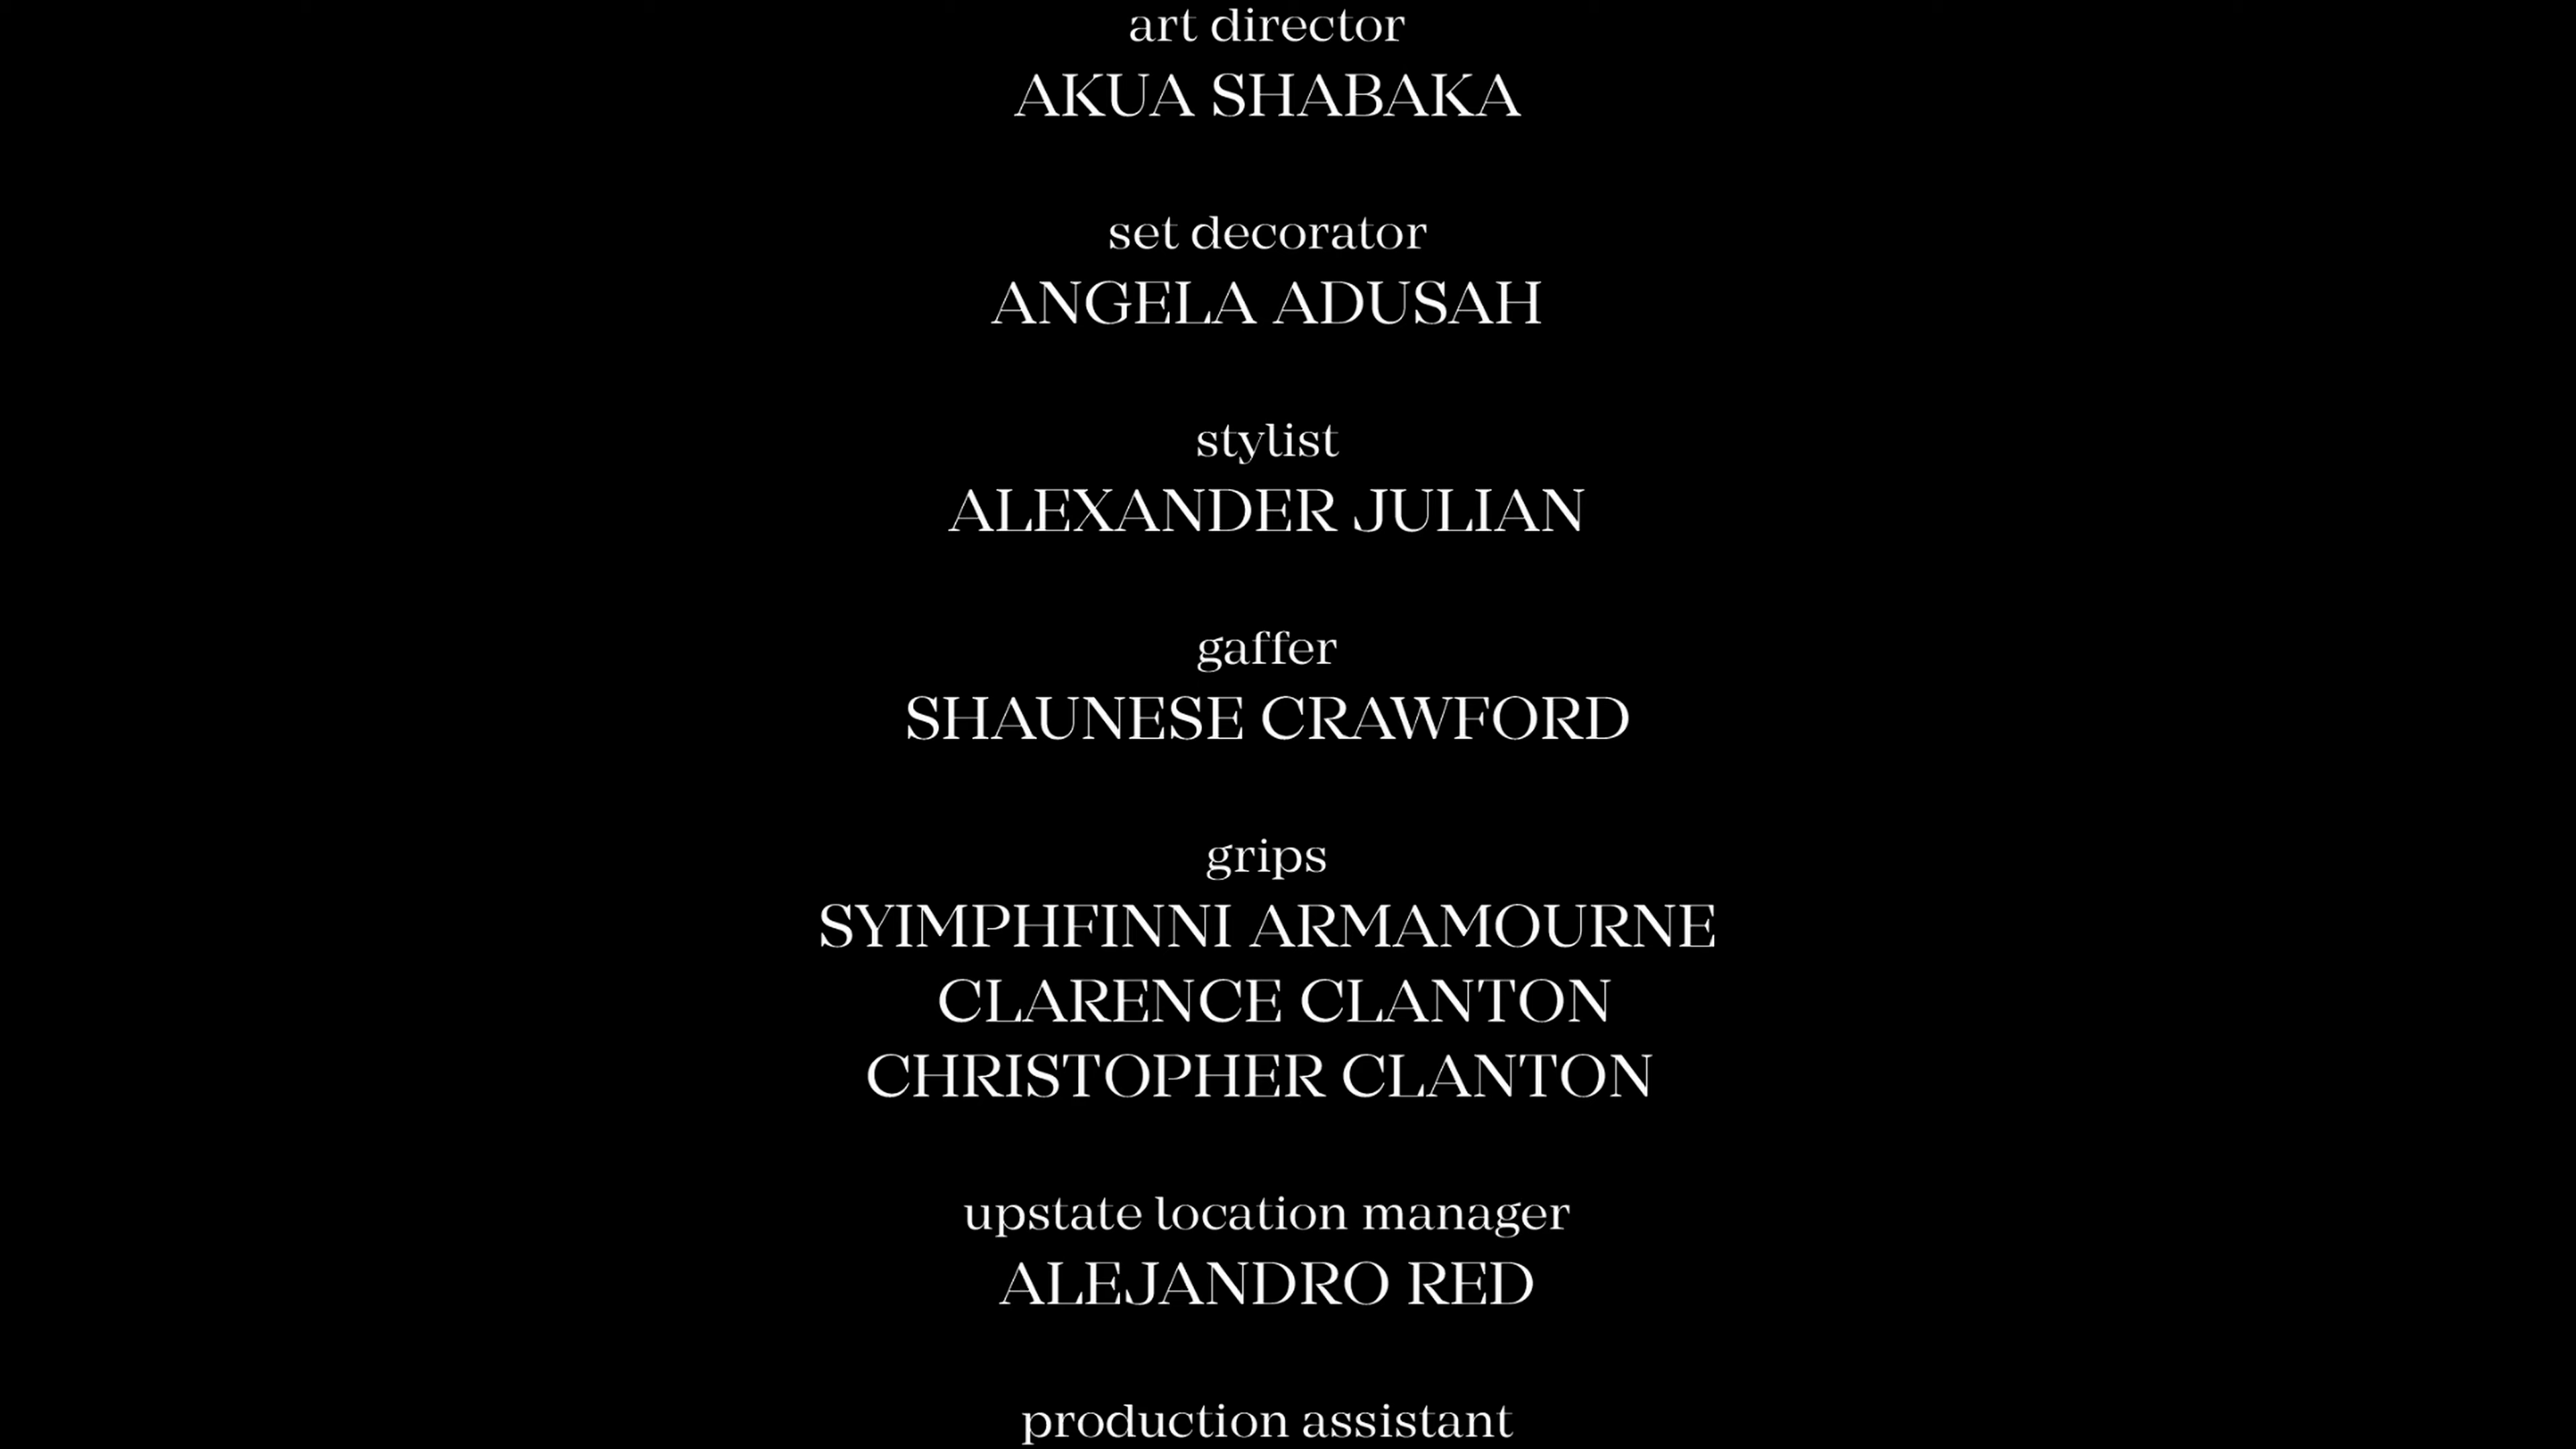 art director
AKUA SHABAKA
set decorator
ANGELA ADUSAH
stylist
ALEXANDER JULIAN
gaffer
SHAUNESE CRAWFORD
grips
SYIMPHFINNI ARMAMOURNE
CLARENCE CLANTON
CHRISTOPHER CLANTON
upstate location manager
ALEJANDRO RED
production assistant